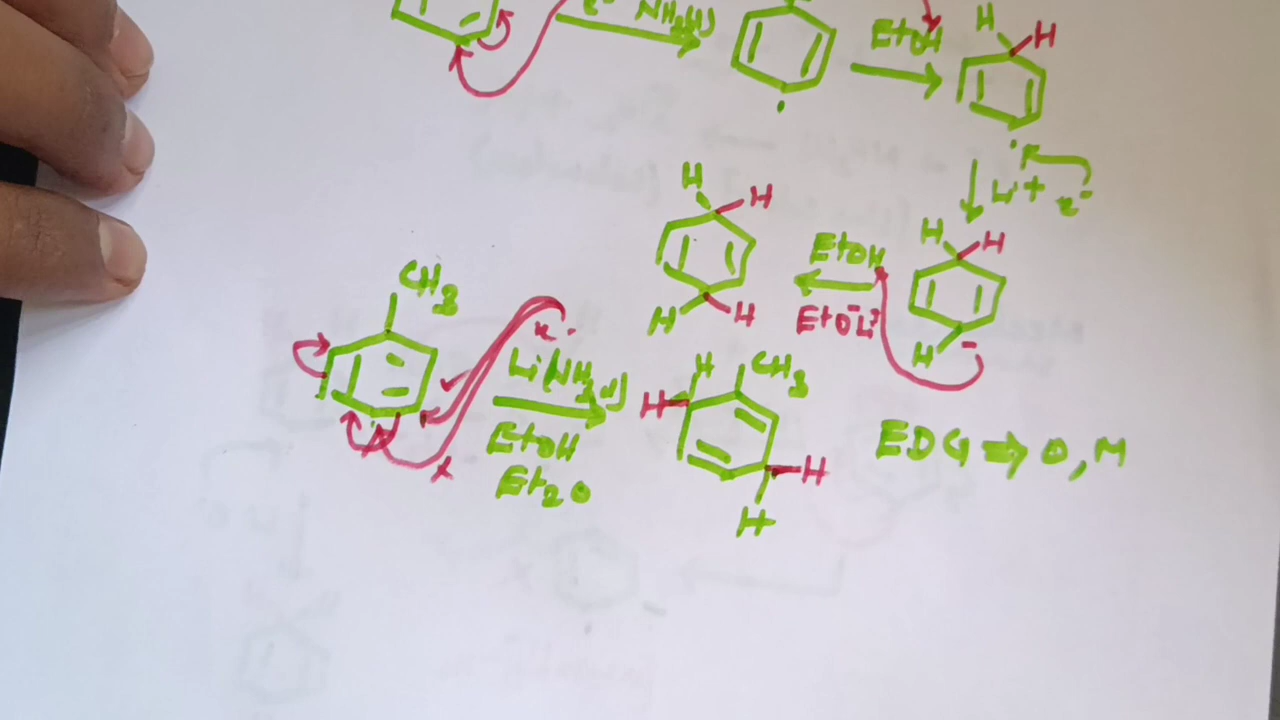 e⁻ NH3(l)
EtOH
H H
Li + e⁻
H H
H H
EtOH
EtO⁻Li⁺
H H
H
CH3
e⁻
Li/NH3(l)
EtOH
Et2O
H CH3
H
H
H
EDG ⇒ O, M